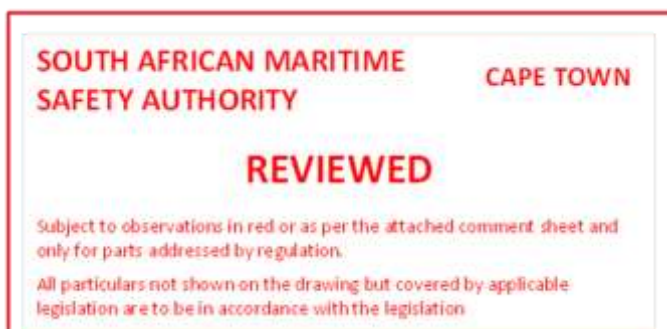 SOUTH AFRICAN MARITIME
SAFETY AUTHORITY
CAPE TOWN
REVIEWED
Subject to observations in red or as per the attached comment sheet and
only for parts addressed by regulation.
All particulars not shown on the drawing but covered by applicable
legislation are to be in accordance with the legislation